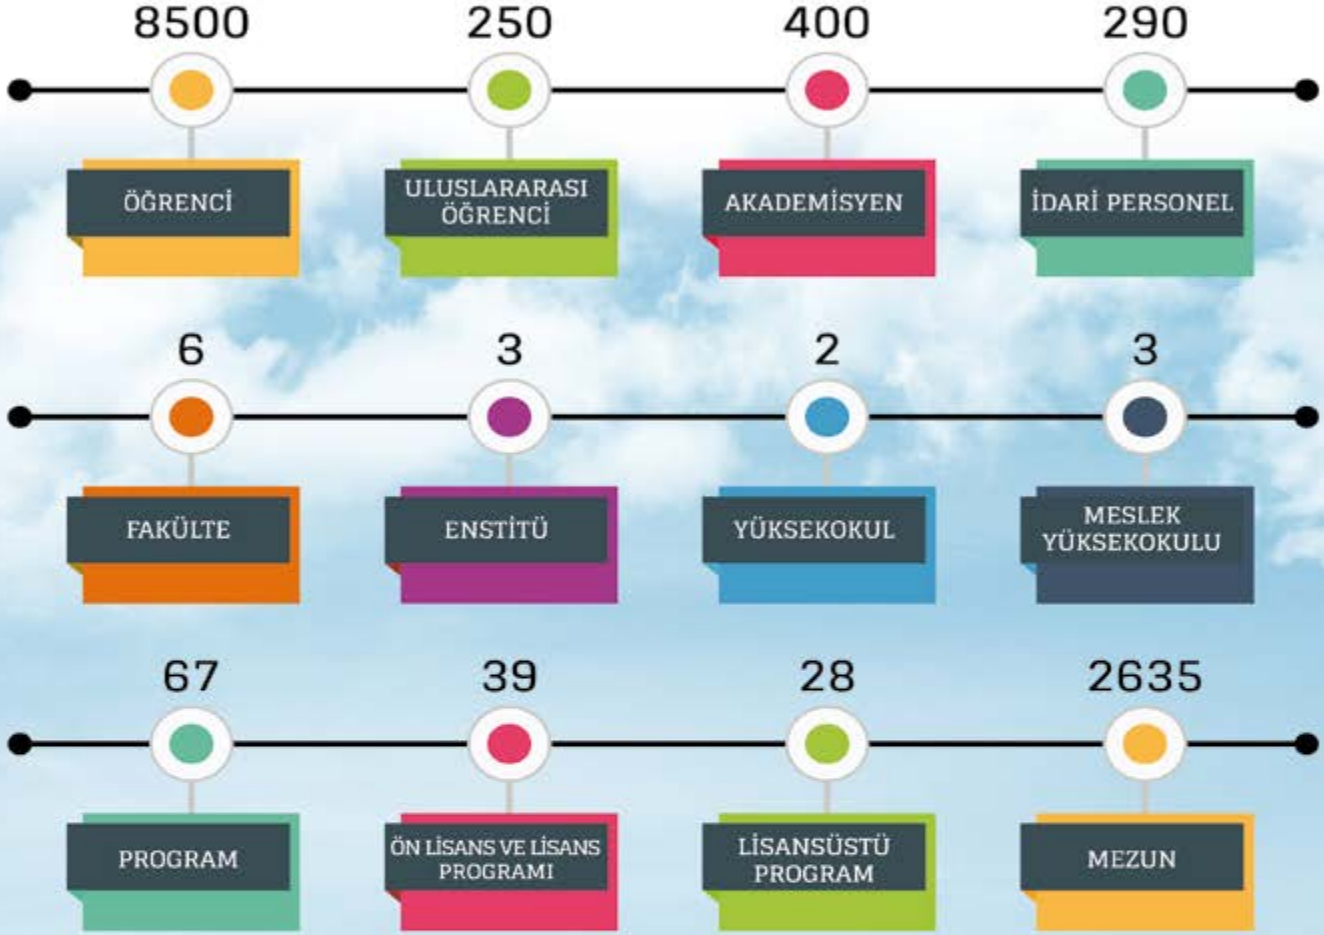 8500
250
400
290
ÖĞRENCİ
ULUSLARARASI
ÖĞRENCİ
AKADEMİSYEN
İDARİ PERSONEL
6
3
2
3
FAKÜLTE
ENSTİTÜ
YÜKSEKOKUL
MESLEK
YÜKSEKOKULU
67
39
28
2635
PROGRAM
ÖN LİSANS VE LİSANS
PROGRAMI
LİSANSÜSTÜ
PROGRAM
MEZUN